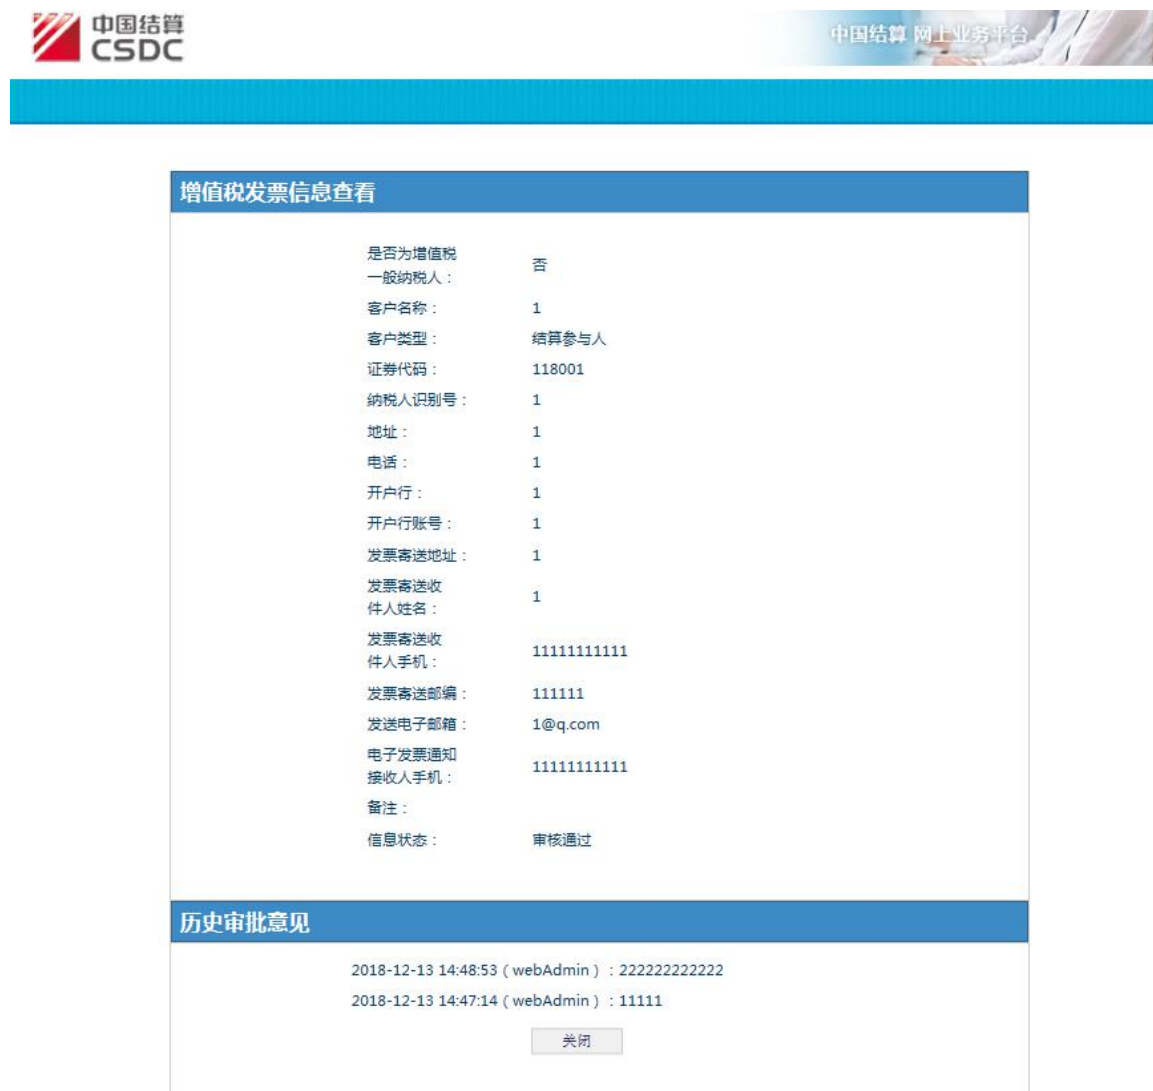 中国结算
CSDC
中国结算 网上业务平台
增值税发票信息查看
是否为增值税
一般纳税人： 否
客户名称： 1
客户类型： 结算参与人
证券代码： 118001
纳税人识别号： 1
地址： 1
电话： 1
开户行： 1
开户行账号： 1
发票寄送地址： 1
发票寄送收
件人姓名： 1
发票寄送收
件人手机： 11111111111
发票寄送邮编： 111111
发送电子邮箱： 1@q.com
电子发票通知
接收人手机： 11111111111
备注：
信息状态： 审核通过
历史审批意见
2018-12-13 14:48:53（webAdmin）：222222222222
2018-12-13 14:47:14（webAdmin）：11111
关闭